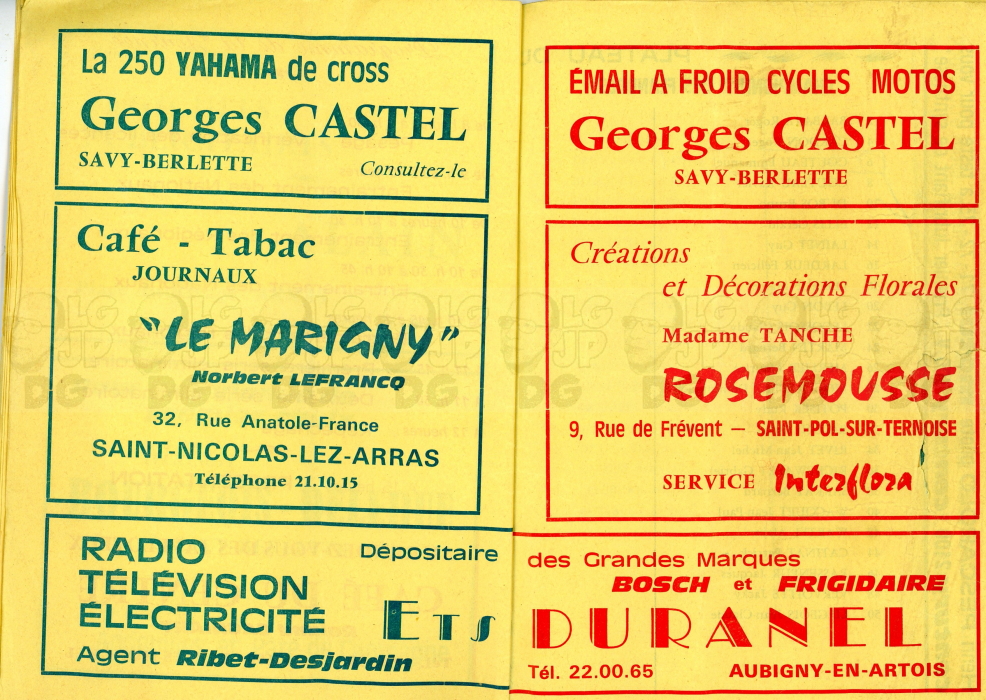 La 250 YAHAMA de cross
Georges CASTEL
SAVY-BERLETTE
Consultez-le
Café - Tabac
JOURNAUX
"LE MARIGNY"
Norbert LEFRANCQ
32, Rue Anatole-France
SAINT-NICOLAS-LEZ-ARRAS
Téléphone 21.10.15
ÉMAIL A FROID CYCLES MOTOS
Georges CASTEL
SAVY-BERLETTE
Créations
et Décorations Florales
Madame TANCHE
ROSEMOUSSE
9, Rue de Frévent — SAINT-POL-SUR-TERNOISE
SERVICE Interflora
RADIO
TÉLÉVISION
ÉLECTRICITÉ
Agent Ribet-Desjardin
Dépositaire des Grandes Marques
BOSCH et FRIGIDAIRE
Ets DURANEL
Tél. 22.00.65 AUBIGNY-EN-ARTOIS